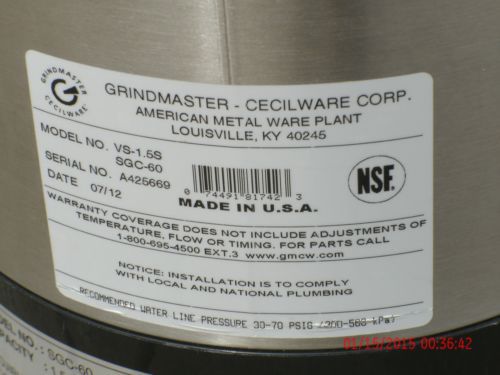 GRINDMASTER CECILWARE
GRINDMASTER - CECILWARE CORP.
AMERICAN METAL WARE PLANT
LOUISVILLE, KY 40245
MODEL NO. VS-1.5S
SGC-60
SERIAL NO. A425669
DATE 07/12
0 74491 81742 3
MADE IN U.S.A.
NSF.
WARRANTY COVERAGE DOES NOT INCLUDE ADJUSTMENTS OF
TEMPERATURE, FLOW OR TIMING. FOR PARTS CALL
1-800-695-4500 EXT.3 www.gmcw.com
NOTICE: INSTALLATION IS TO COMPLY
WITH LOCAL AND NATIONAL PLUMBING
RECOMMENDED WATER LINE PRESSURE 30-70 PSIG (200-500 kPa)
01/15/2015 00:36:42
NO.: SGC-60